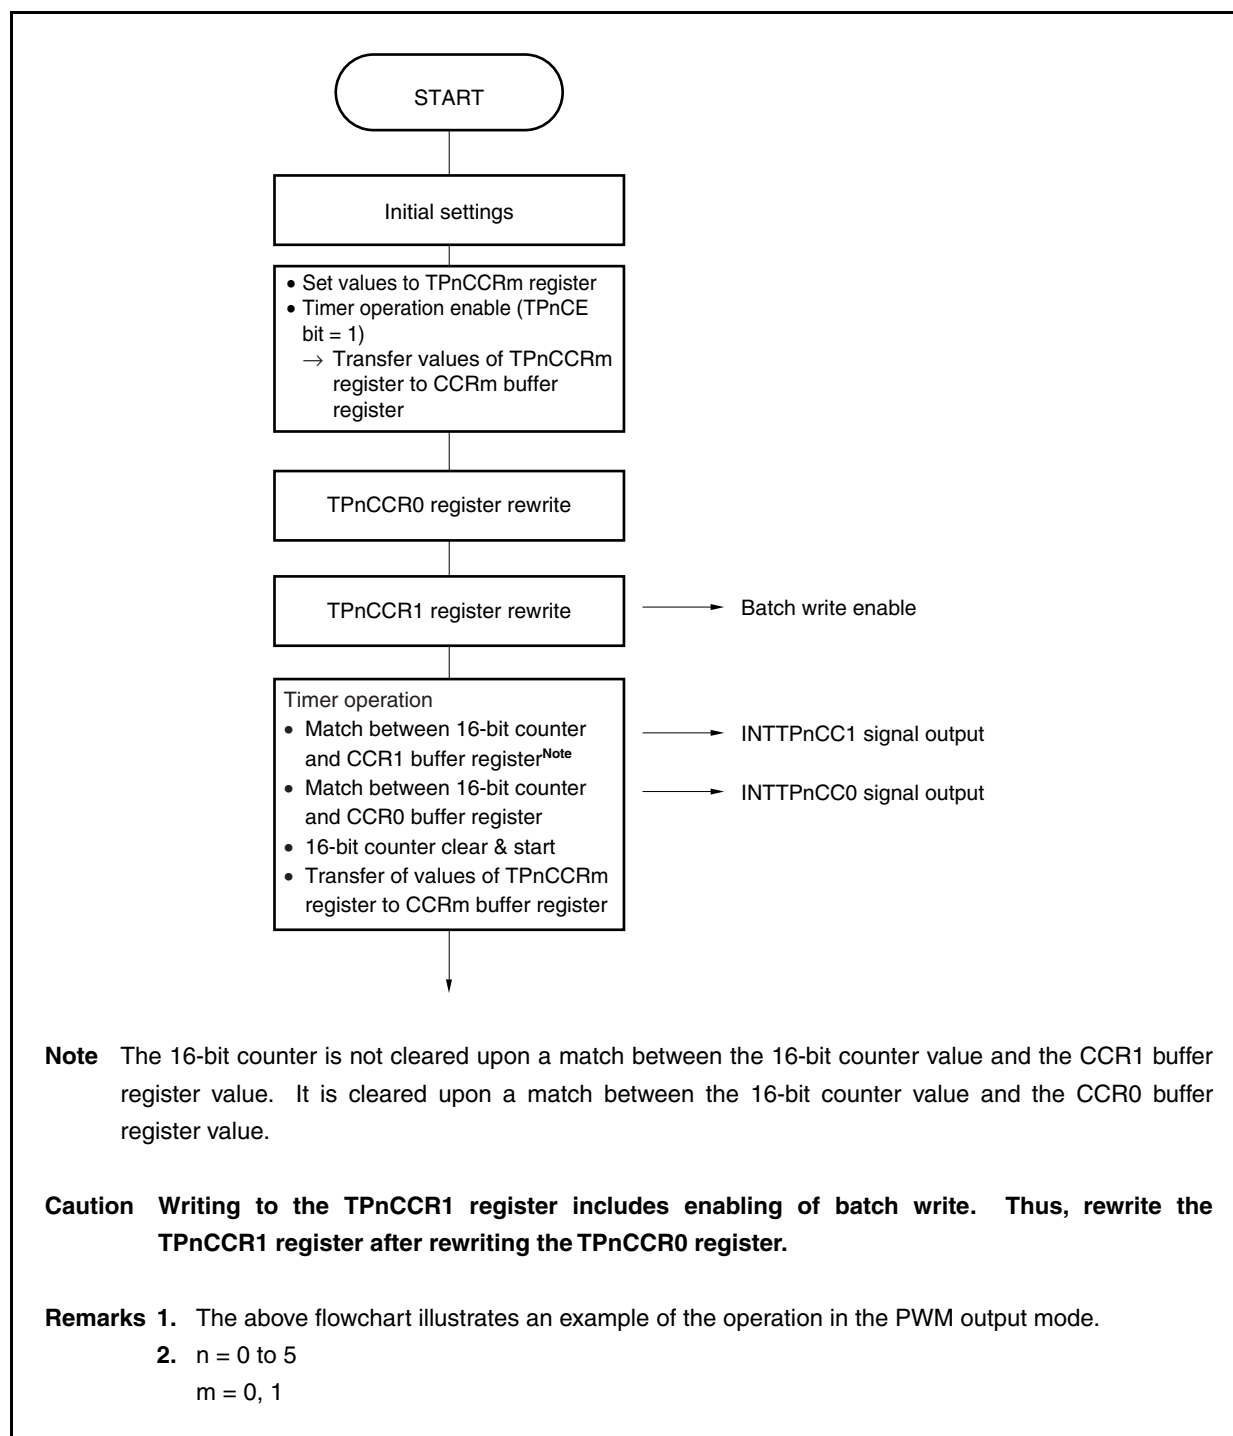 START
Initial settings
• Set values to TPnCCRm register
• Timer operation enable (TPnCE
bit = 1)
→ Transfer values of TPnCCRm
register to CCRm buffer
register
TPnCCR0 register rewrite
TPnCCR1 register rewrite
Batch write enable
Timer operation
• Match between 16-bit counter
and CCR1 buffer registerNote
INTTPnCC1 signal output
• Match between 16-bit counter
and CCR0 buffer register
INTTPnCC0 signal output
• 16-bit counter clear & start
• Transfer of values of TPnCCRm
register to CCRm buffer register
Note The 16-bit counter is not cleared upon a match between the 16-bit counter value and the CCR1 buffer
register value. It is cleared upon a match between the 16-bit counter value and the CCR0 buffer
register value.
Caution Writing to the TPnCCR1 register includes enabling of batch write. Thus, rewrite the
TPnCCR1 register after rewriting the TPnCCR0 register.
Remarks 1. The above flowchart illustrates an example of the operation in the PWM output mode.
2. n = 0 to 5
m = 0, 1